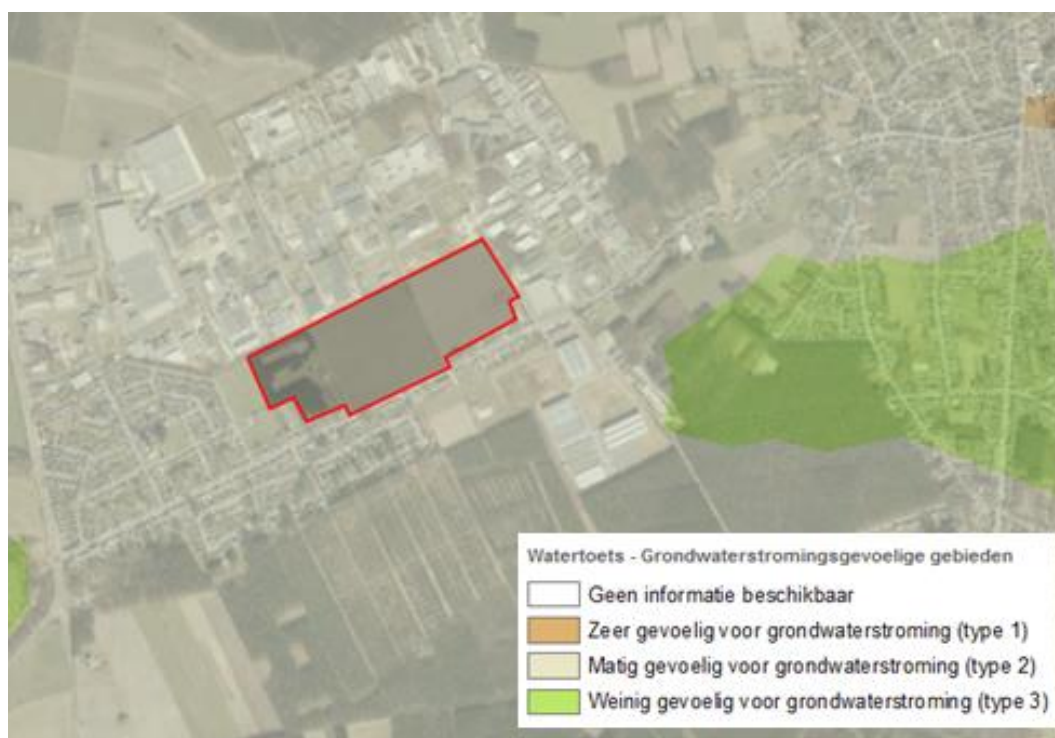 Watertoets - Grondwaterstromingsgevoelige gebieden
Geen informatie beschikbaar
Zeer gevoelig voor grondwaterstroming (type 1)
Matig gevoelig voor grondwaterstroming (type 2)
Weinig gevoelig voor grondwaterstroming (type 3)